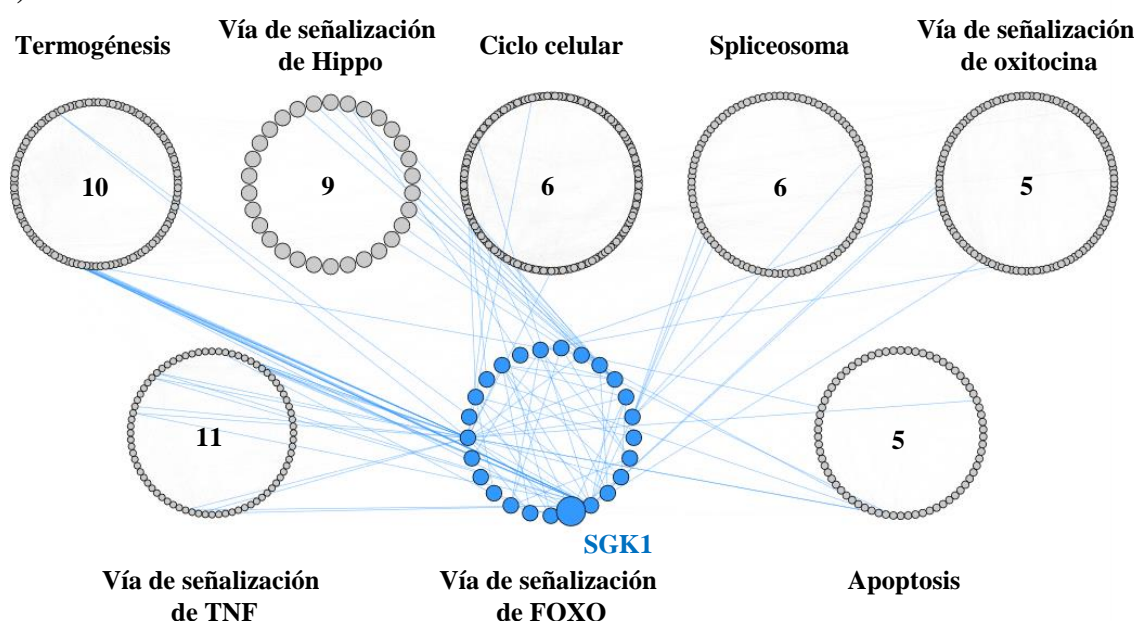 Termogénesis
Vía de señalización
de Hippo
Ciclo celular
Spliceosoma
Vía de señalización
de oxitocina
10
9
6
6
5
11
5
SGK1
Vía de señalización
de TNF
Vía de señalización
de FOXO
Apoptosis